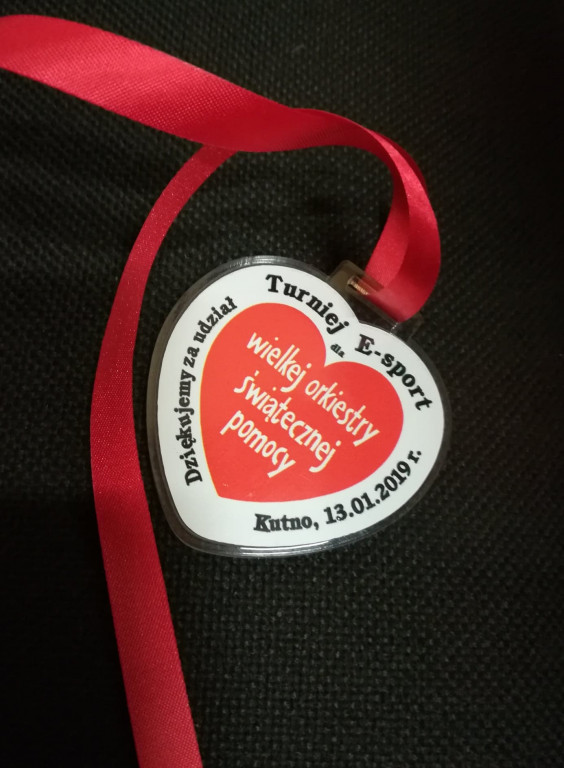 Turniej E-sport
dla
wielkej orkiestry
świątecznej
pomocy
Dziękujemy za udział
Kutno, 13.01.2019 r.